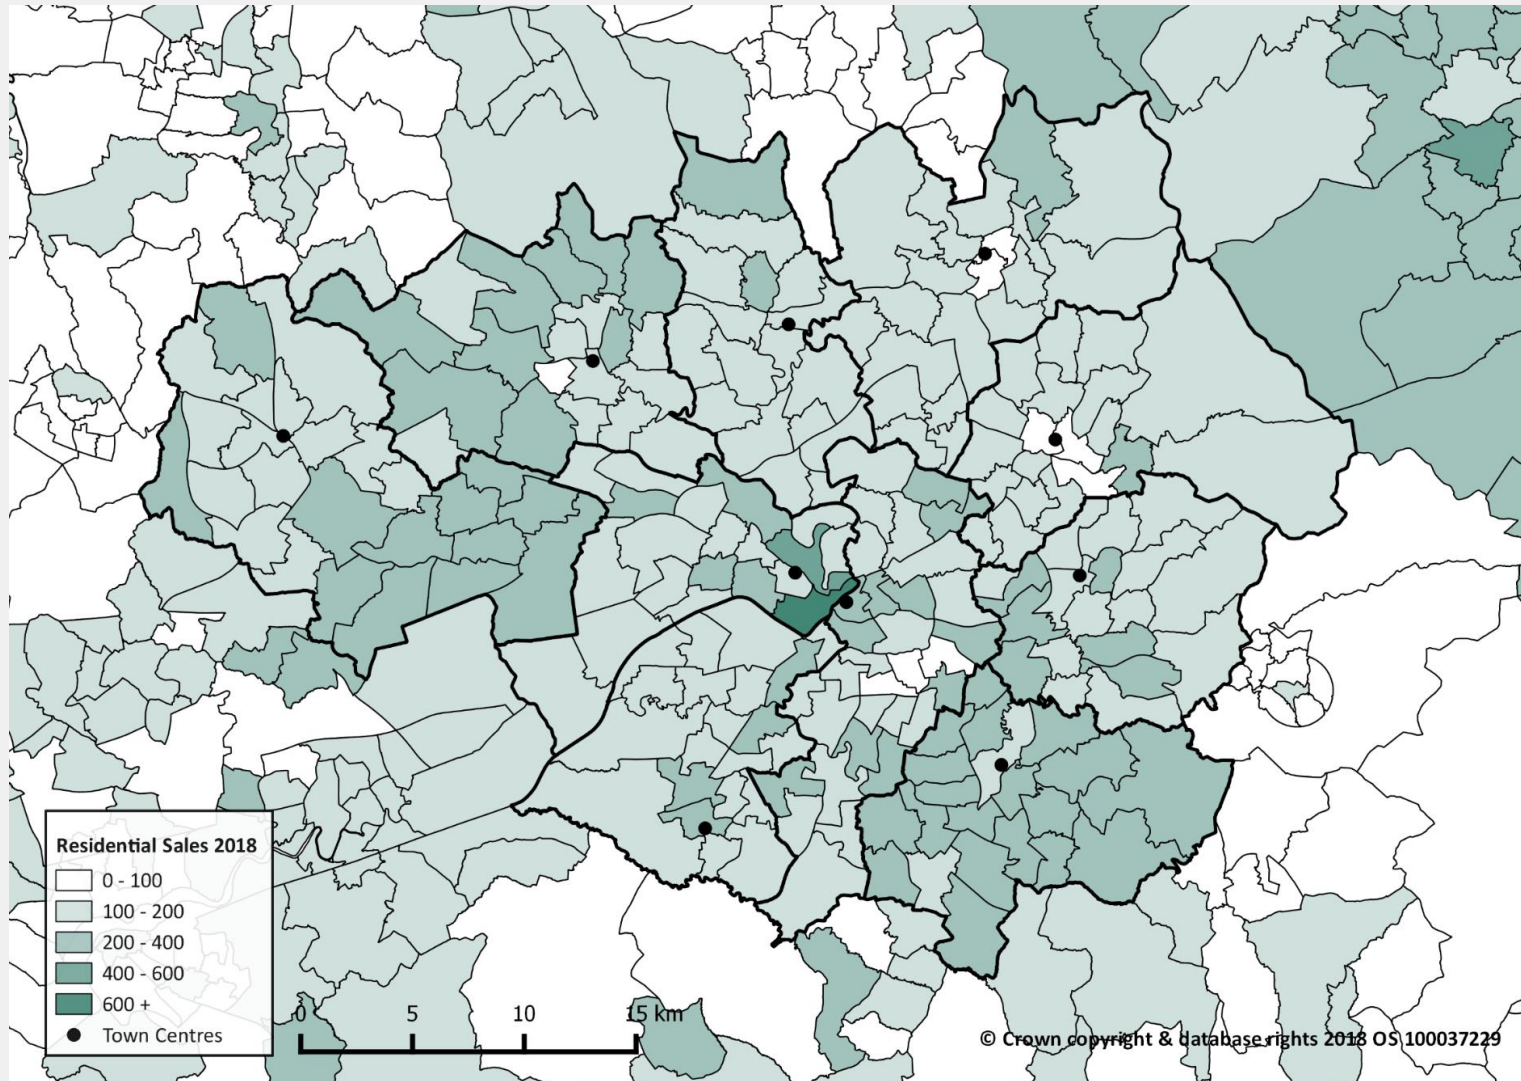 Residential Sales 2018
0 - 100
100 - 200
200 - 400
400 - 600
600 +
Town Centres
0 5 10 15 km
© Crown copyright & database rights 2018 OS 100037229